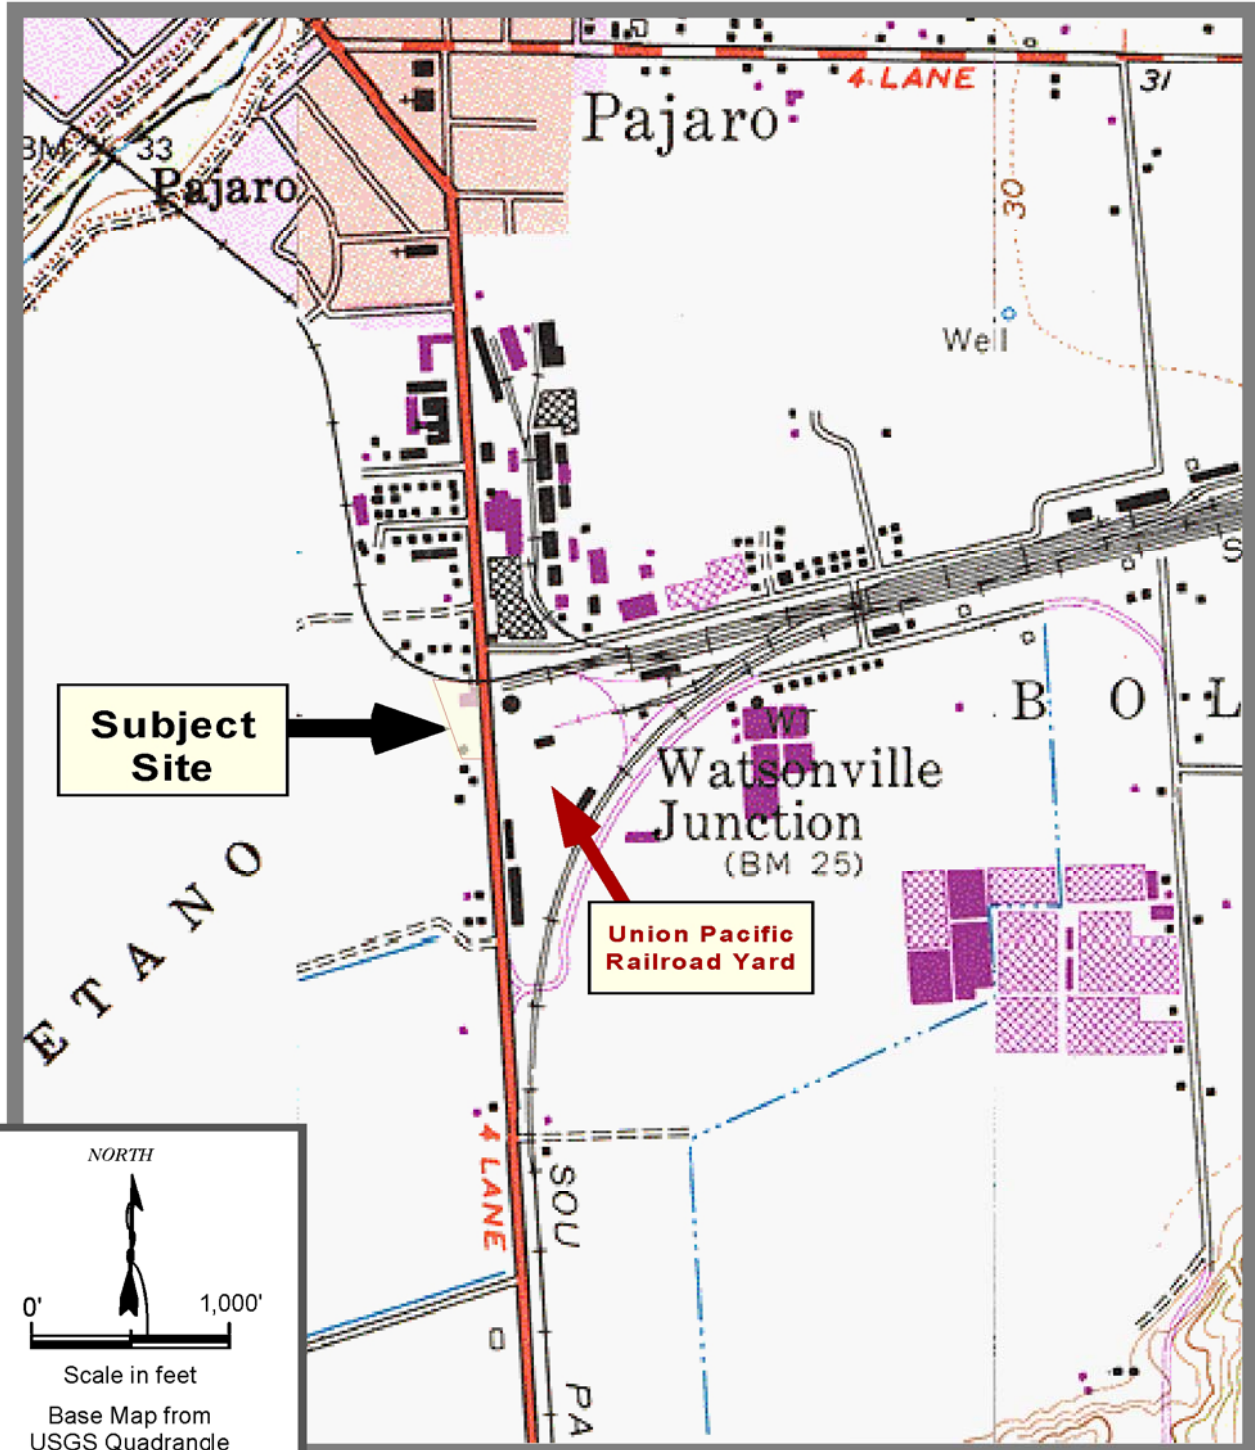 4 LANE
31
Pajaro
BM
33
Pajaro
30
Well
S
Subject
Site
B O L
WT
Watsonville
Junction
(BM 25)
E T A N O
Union Pacific
Railroad Yard
4 LANE
SOU
PA
NORTH
0' 1,000'
Scale in feet
Base Map from
USGS Quadrangle